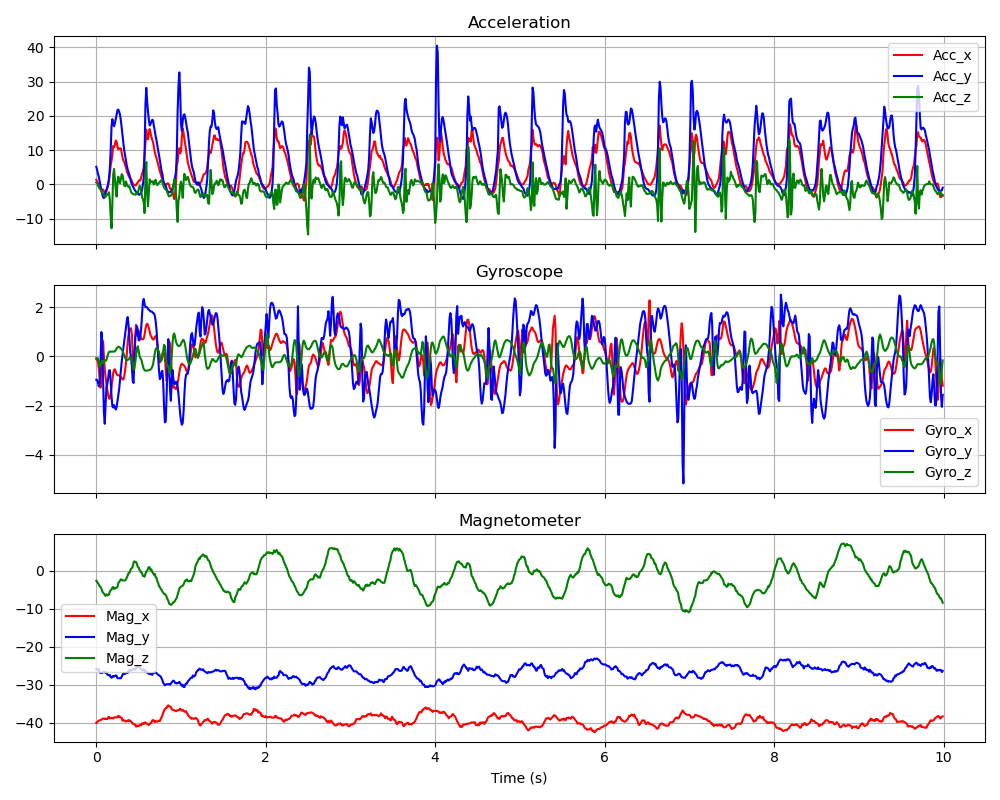 Acceleration
40
30
20
10
0
−10
Acc_x
Acc_y
Acc_z
Gyroscope
2
0
−2
−4
Gyro_x
Gyro_y
Gyro_z
Magnetometer
0
−10
−20
−30
−40
Mag_x
Mag_y
Mag_z
0 2 4 6 8 10
Time (s)